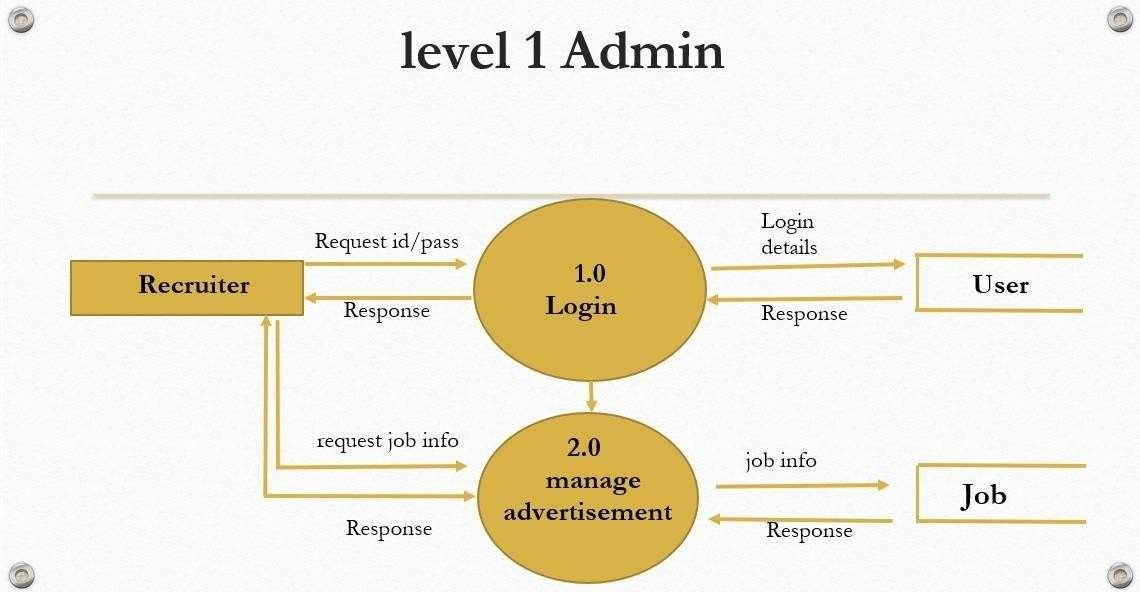 level 1 Admin
Request id/pass
Login
details
1.0
Login
Recruiter
User
Response
Response
request job info
2.0
manage
advertisement
job info
Job
Response
Response